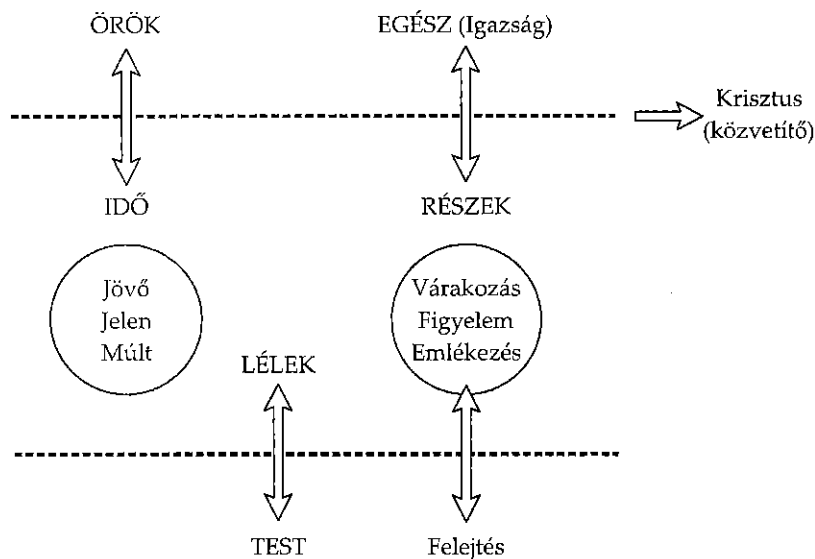 ÖRÖK
EGÉSZ (Igazság)
Krisztus
(közvetítő)
IDŐ
RÉSZEK
Jövő
Jelen
Múlt
Várakozás
Figyelem
Emlékezés
LÉLEK
TEST
Felejtés